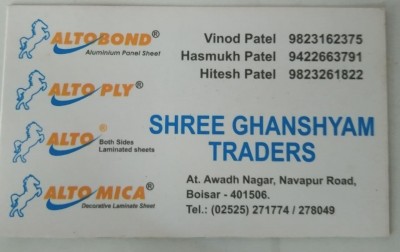 ALTOBOND®
Aluminium Panel Sheet
ALTO PLY®
ALTO®
Both Sides
Laminated sheets
ALTO MICA®
Decorative Laminate Sheet
Vinod Patel 9823162375
Hasmukh Patel 9422663791
Hitesh Patel 9823261822
SHREE GHANSHYAM
TRADERS
At. Awadh Nagar, Navapur Road,
Boisar - 401506.
Tel.: (02525) 271774 / 278049